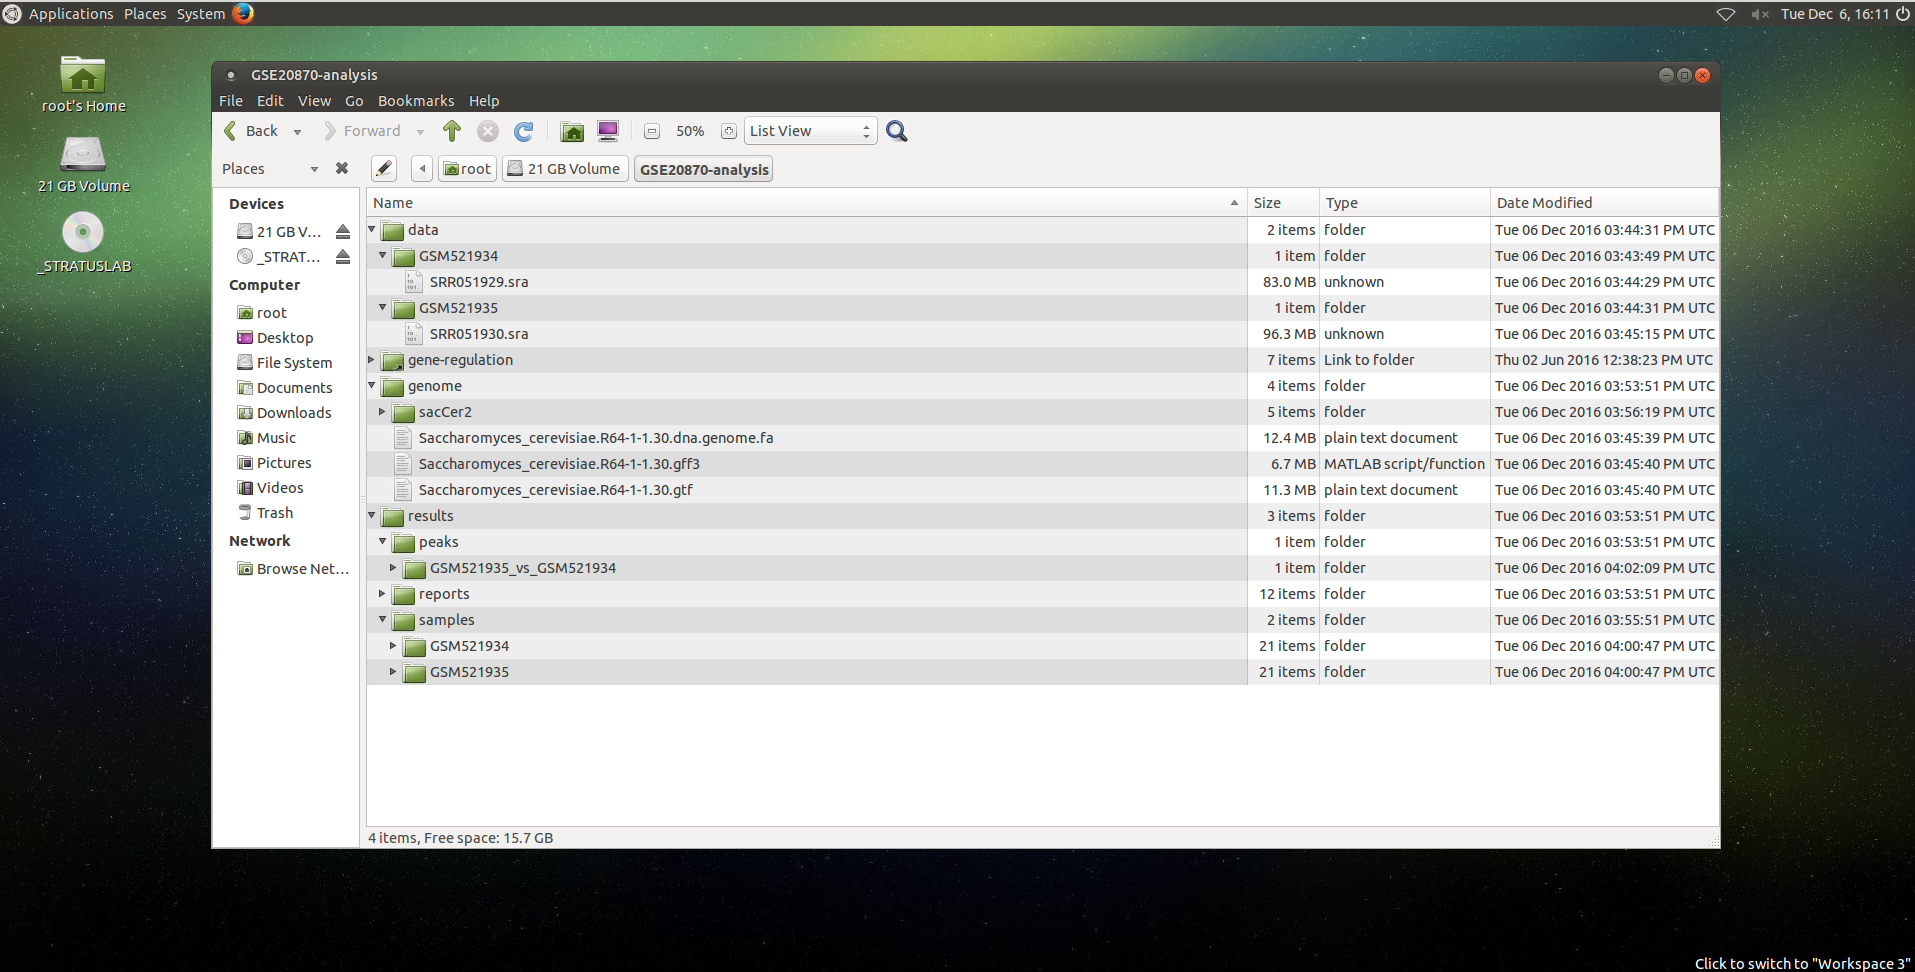 Applications Places System
Tue Dec 6, 16:11
root's Home
21 GB Volume
_STRATUSLAB
GSE20870-analysis
File Edit View Go Bookmarks Help
Back Forward 50% List View
Places
root 21 GB Volume GSE20870-analysis
Devices
21 GB V...
_STRAT...
Computer
root
Desktop
File System
Documents
Downloads
Music
Pictures
Videos
Trash
Network
Browse Net...
Name Size Type Date Modified
data 2 items folder Tue 06 Dec 2016 03:44:31 PM UTC
GSM521934 1 item folder Tue 06 Dec 2016 03:43:49 PM UTC
SRR051929.sra 83.0 MB unknown Tue 06 Dec 2016 03:44:29 PM UTC
GSM521935 1 item folder Tue 06 Dec 2016 03:44:31 PM UTC
SRR051930.sra 96.3 MB unknown Tue 06 Dec 2016 03:45:15 PM UTC
gene-regulation 7 items Link to folder Thu 02 Jun 2016 12:38:23 PM UTC
genome 4 items folder Tue 06 Dec 2016 03:53:51 PM UTC
sacCer2 5 items folder Tue 06 Dec 2016 03:56:19 PM UTC
Saccharomyces_cerevisiae.R64-1-1.30.dna.genome.fa 12.4 MB plain text document Tue 06 Dec 2016 03:45:39 PM UTC
Saccharomyces_cerevisiae.R64-1-1.30.gff3 6.7 MB MATLAB script/function Tue 06 Dec 2016 03:45:40 PM UTC
Saccharomyces_cerevisiae.R64-1-1.30.gtf 11.3 MB plain text document Tue 06 Dec 2016 03:45:40 PM UTC
results 3 items folder Tue 06 Dec 2016 03:53:51 PM UTC
peaks 1 item folder Tue 06 Dec 2016 03:53:51 PM UTC
GSM521935_vs_GSM521934 1 item folder Tue 06 Dec 2016 04:02:09 PM UTC
reports 12 items folder Tue 06 Dec 2016 03:53:51 PM UTC
samples 2 items folder Tue 06 Dec 2016 03:55:51 PM UTC
GSM521934 21 items folder Tue 06 Dec 2016 04:00:47 PM UTC
GSM521935 21 items folder Tue 06 Dec 2016 04:00:47 PM UTC
4 items, Free space: 15.7 GB
Click to switch to "Workspace 3"